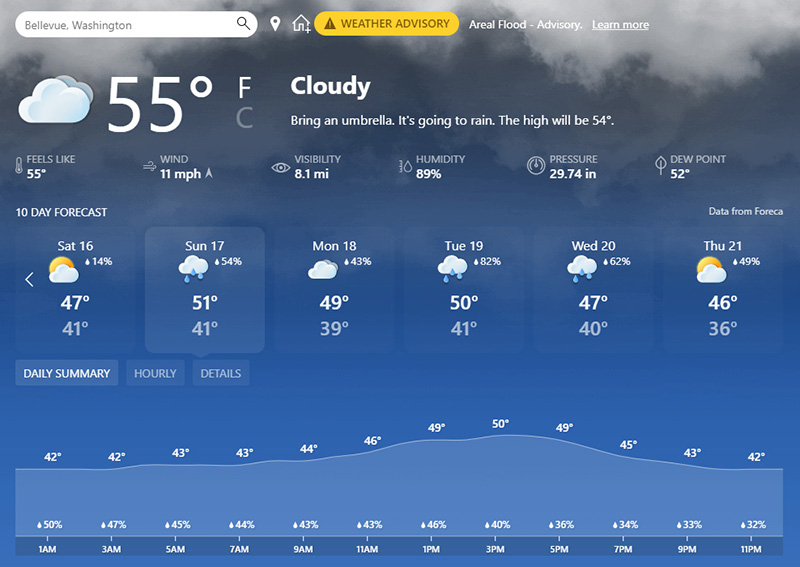 Bellevue, Washington
WEATHER ADVISORY
Areal Flood - Advisory. Learn more
55° F
C
Cloudy
Bring an umbrella. It's going to rain. The high will be 54°.
FEELS LIKE
55°
WIND
11 mph
VISIBILITY
8.1 mi
HUMIDITY
89%
PRESSURE
29.74 in
DEW POINT
52°
10 DAY FORECAST
Data from Foreca
Sat 16
14%
47°
41°
Sun 17
54%
51°
41°
Mon 18
43%
49°
39°
Tue 19
82%
50°
41°
Wed 20
62%
47°
40°
Thu 21
49%
46°
36°
DAILY SUMMARY HOURLY DETAILS
42° 42° 43° 43° 44° 46° 49° 50° 49° 45° 43° 42°
50% 47% 45% 44% 43% 43% 46% 40% 36% 34% 33% 32%
1AM 3AM 5AM 7AM 9AM 11AM 1PM 3PM 5PM 7PM 9PM 11PM